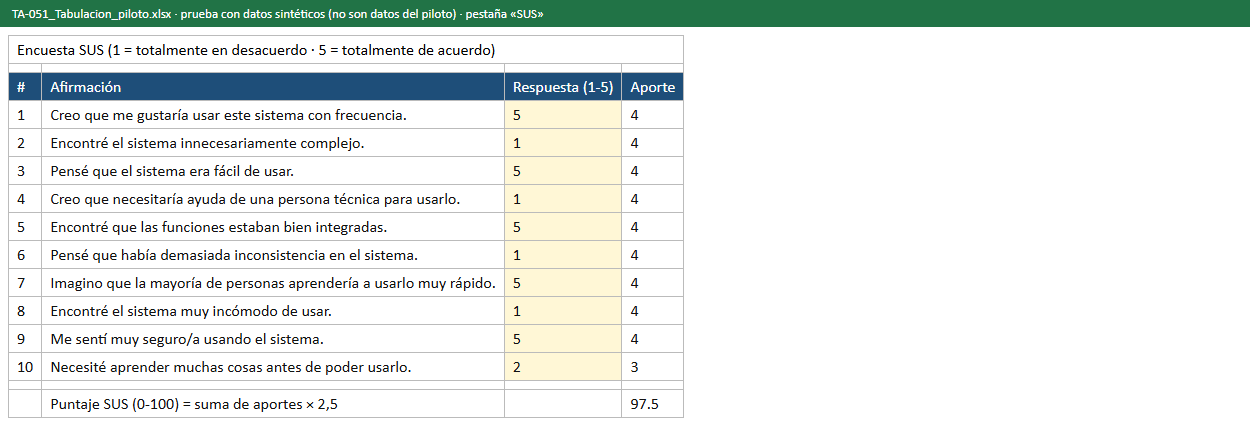 TA-051_Tabulacion_piloto.xlsx · prueba con datos sintéticos (no son datos del piloto) · pestaña «SUS»
Encuesta SUS (1 = totalmente en desacuerdo · 5 = totalmente de acuerdo)
# Afirmación Respuesta (1-5) Aporte
1 Creo que me gustaría usar este sistema con frecuencia. 5 4
2 Encontré el sistema innecesariamente complejo. 1 4
3 Pensé que el sistema era fácil de usar. 5 4
4 Creo que necesitaría ayuda de una persona técnica para usarlo. 1 4
5 Encontré que las funciones estaban bien integradas. 5 4
6 Pensé que había demasiada inconsistencia en el sistema. 1 4
7 Imagino que la mayoría de personas aprendería a usarlo muy rápido. 5 4
8 Encontré el sistema muy incómodo de usar. 1 4
9 Me sentí muy seguro/a usando el sistema. 5 4
10 Necesité aprender muchas cosas antes de poder usarlo. 2 3
Puntaje SUS (0-100) = suma de aportes × 2,5 97.5